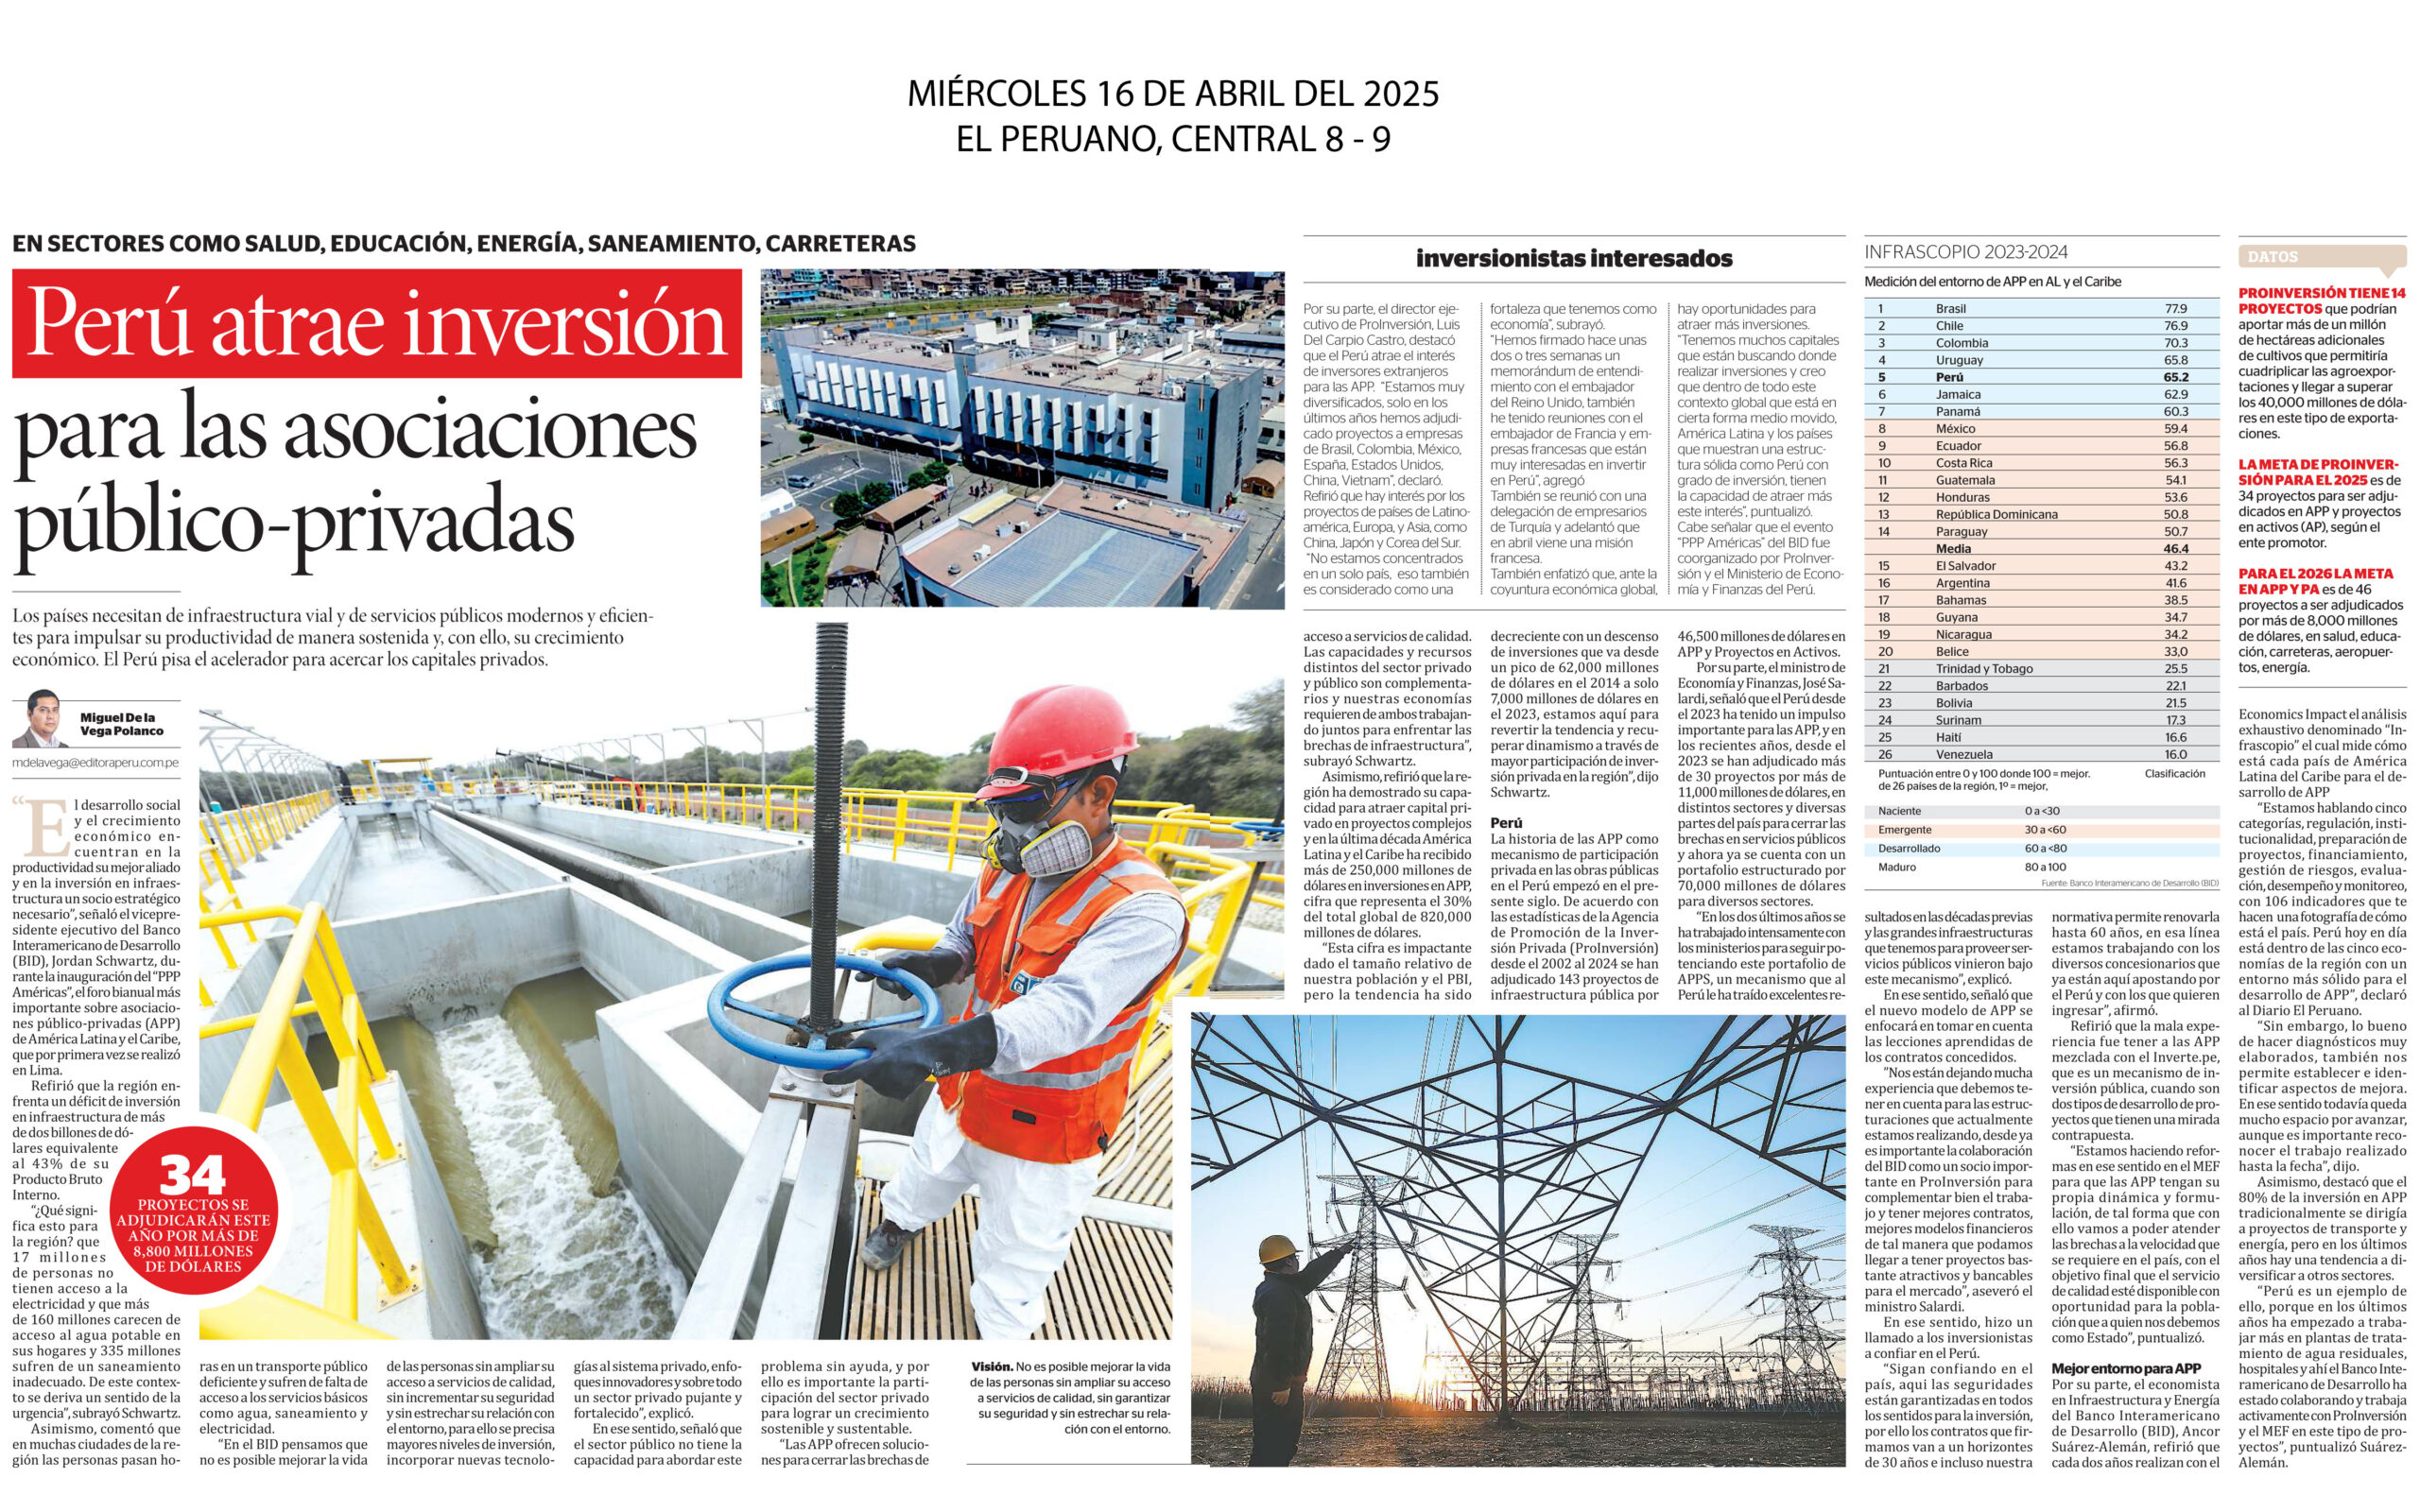 MIÉRCOLES 16 DE ABRIL DEL 2025
EL PERUANO, CENTRAL 8 - 9
EN SECTORES COMO SALUD, EDUCACIÓN, ENERGÍA, SANEAMIENTO, CARRETERAS
Perú atrae inversión
para las asociaciones
público-privadas
Los países necesitan de infraestructura vial y de servicios públicos modernos y eficien-
tes para impulsar su productividad de manera sostenida y, con ello, su crecimiento
económico. El Perú pisa el acelerador para acercar los capitales privados.
Miguel De la
Vega Polanco
mdelavega@editoraperu.com.pe
“El desarrollo social
y el crecimiento
económico en-
cuentran en la
productividad su mejor aliado
y en la inversión en infraes-
tructura un socio estratégico
necesario”, señaló el vicepre-
sidente ejecutivo del Banco
Interamericano de Desarrollo
(BID), Jordan Schwartz, du-
rante la inauguración del “PPP
Américas”, el foro bianual más
importante sobre asociacio-
nes público-privadas (APP)
de América Latina y el Caribe,
que por primera vez se realizó
en Lima.
Refirió que la región en-
frenta un déficit de inversión
en infraestructura de más
de dos billones de dó-
lares equivalente
al 43% de su
Producto Bruto
Interno.
“¿Qué signi-
fica esto para
la región? que
17 millones
de personas no
tienen acceso a la
electricidad y que más
de 160 millones carecen de
acceso al agua potable en
sus hogares y 335 millones
sufren de un saneamiento
inadecuado. De este contex-
to se deriva un sentido de la
urgencia”, subrayó Schwartz.
Asimismo, comentó que
en muchas ciudades de la re-
gión las personas pasan ho-
34
PROYECTOS SE
ADJUDICARÁN ESTE
AÑO POR MÁS DE
8,800 MILLONES
DE DÓLARES
ras en un transporte público
deficiente y sufren de falta de
acceso a los servicios básicos
como agua, saneamiento y
electricidad.
“En el BID pensamos que
no es posible mejorar la vida
de las personas sin ampliar su
acceso a servicios de calidad,
sin incrementar su seguridad
y sin estrechar su relación con
el entorno, para ello se precisa
mayores niveles de inversión,
incorporar nuevas tecnolo-
gías al sistema privado, enfo-
ques innovadores y sobre todo
un sector privado pujante y
fortalecido”, explicó.
En ese sentido, señaló que
el sector público no tiene la
capacidad para abordar este
problema sin ayuda, y por
ello es importante la parti-
cipación del sector privado
para lograr un crecimiento
sostenible y sustentable.
“Las APP ofrecen solucio-
nes para cerrar las brechas de
Visión. No es posible mejorar la vida
de las personas sin ampliar su acceso
a servicios de calidad, sin garantizar
su seguridad y sin estrechar su rela-
ción con el entorno.
inversionistas interesados
Por su parte, el director eje-
cutivo de ProInversión, Luis
Del Carpio Castro, destacó
que el Perú atrae el interés
de inversores extranjeros
para las APP. “Estamos muy
diversificados, solo en los
últimos años hemos adjudi-
cado proyectos a empresas
de Brasil, Colombia, México,
España, Estados Unidos,
China, Vietnam”, declaró.
Refirió que hay interés por los
proyectos de países de Latino-
américa, Europa, y Asia, como
China, Japón y Corea del Sur.
“No estamos concentrados
en un solo país, eso también
es considerado como una
fortaleza que tenemos como
economía”, subrayó.
“Hemos firmado hace unas
dos o tres semanas un
memorándum de entendi-
miento con el embajador
del Reino Unido, también
he tenido reuniones con el
embajador de Francia y em-
presas francesas que están
muy interesadas en invertir
en Perú”, agregó
También se reunió con una
delegación de empresarios
de Turquía y adelantó que
en abril viene una misión
francesa.
También enfatizó que, ante la
coyuntura económica global,
hay oportunidades para
atraer más inversiones.
“Tenemos muchos capitales
que están buscando donde
realizar inversiones y creo
que dentro de todo este
contexto global que está en
cierta forma medio movido,
América Latina y los países
que muestran una estruc-
tura sólida como Perú con
grado de inversión, tienen
la capacidad de atraer más
este interés”, puntualizó.
Cabe señalar que el evento
“PPP Américas” del BID fue
coorganizado por ProInver-
sión y el Ministerio de Econo-
mía y Finanzas del Perú.
acceso a servicios de calidad.
Las capacidades y recursos
distintos del sector privado
y público son complementa-
rios y nuestras economías
requieren de ambos trabajan-
do juntos para enfrentar las
brechas de infraestructura”,
subrayó Schwartz.
Asimismo, refirió que la re-
gión ha demostrado su capa-
cidad para atraer capital pri-
vado en proyectos complejos
y en la última década América
Latina y el Caribe ha recibido
más de 250,000 millones de
dólares en inversiones en APP,
cifra que representa el 30%
del total global de 820,000
millones de dólares.
“Esta cifra es impactante
dado el tamaño relativo de
nuestra población y el PBI,
pero la tendencia ha sido
decreciente con un descenso
de inversiones que va desde
un pico de 62,000 millones
de dólares en el 2014 a solo
7,000 millones de dólares en
el 2023, estamos aquí para
revertir la tendencia y recu-
perar dinamismo a través de
mayor participación de inver-
sión privada en la región”, dijo
Schwartz.
Perú
La historia de las APP como
mecanismo de participación
privada en las obras públicas
en el Perú empezó en el pre-
sente siglo. De acuerdo con
las estadísticas de la Agencia
de Promoción de la Inver-
sión Privada (ProInversión)
desde el 2002 al 2024 se han
adjudicado 143 proyectos de
infraestructura pública por
46,500 millones de dólares en
APP y Proyectos en Activos.
Por su parte, el ministro de
Economía y Finanzas, José Sa-
lardi, señaló que el Perú desde
el 2023 ha tenido un impulso
importante para las APP, y en
los recientes años, desde el
2023 se han adjudicado más
de 30 proyectos por más de
11,000 millones de dólares, en
distintos sectores y diversas
partes del país para cerrar las
brechas en servicios públicos
y ahora ya se cuenta con un
portafolio estructurado por
70,000 millones de dólares
para diversos sectores.
“En los dos últimos años se
ha trabajado intensamente con
los ministerios para seguir po-
tenciando este portafolio de
APPS, un mecanismo que al
Perú le ha traído excelentes re-
INFRASCOPIO 2023-2024
Medición del entorno de APP en AL y el Caribe
1 Brasil 77.9
2 Chile 76.9
3 Colombia 70.3
4 Uruguay 65.8
5 Perú 65.2
6 Jamaica 62.9
7 Panamá 60.3
8 México 59.4
9 Ecuador 56.8
10 Costa Rica 56.3
11 Guatemala 54.1
12 Honduras 53.6
13 República Dominicana 50.8
14 Paraguay 50.7
Media 46.4
15 El Salvador 43.2
16 Argentina 41.6
17 Bahamas 38.5
18 Guyana 34.7
19 Nicaragua 34.2
20 Belice 33,0
21 Trinidad y Tobago 25.5
22 Barbados 22.1
23 Bolivia 21.5
24 Surinam 17.3
25 Haití 16.6
26 Venezuela 16.0
Puntuación entre 0 y 100 donde 100 = mejor. Clasificación
de 26 países de la región, 1º = mejor,
Naciente 0 a <30
Emergente 30 a <60
Desarrollado 60 a <80
Maduro 80 a 100
Fuente: Banco Interamericano de Desarrollo (BID)
sultados en las décadas previas
y las grandes infraestructuras
que tenemos para proveer ser-
vicios públicos vinieron bajo
este mecanismo”, explicó.
En ese sentido, señaló que
el nuevo modelo de APP se
enfocará en tomar en cuenta
las lecciones aprendidas de
los contratos concedidos.
“Nos están dejando mucha
experiencia que debemos te-
ner en cuenta para las estruc-
turaciones que actualmente
estamos realizando, desde ya
es importante la colaboración
del BID como un socio impor-
tante en ProInversión para
complementar bien el traba-
jo y tener mejores contratos,
mejores modelos financieros
de tal manera que podamos
llegar a tener proyectos bas-
tante atractivos y bancables
para el mercado”, aseveró el
ministro Salardi.
En ese sentido, hizo un
llamado a los inversionistas
a confiar en el Perú.
“Sigan confiando en el
país, aquí las seguridades
están garantizadas en todos
los sentidos para la inversión,
por ello los contratos que fir-
mamos van a un horizontes
de 30 años e incluso nuestra
normativa permite renovarla
hasta 60 años, en esa línea
estamos trabajando con los
diversos concesionarios que
ya están aquí apostando por
el Perú y con los que quieren
ingresar”, afirmó.
Refirió que la mala expe-
riencia fue tener a las APP
mezclada con el Inverte.pe,
que es un mecanismo de in-
versión pública, cuando son
dos tipos de desarrollo de pro-
yectos que tienen una mirada
contrapuesta.
“Estamos haciendo refor-
mas en ese sentido en el MEF
para que las APP tengan su
propia dinámica y formu-
lación, de tal forma que con
ello vamos a poder atender
las brechas a la velocidad que
se requiere en el país, con el
objetivo final que el servicio
de calidad esté disponible con
oportunidad para la pobla-
ción que a quien nos debemos
como Estado”, puntualizó.
Mejor entorno para APP
Por su parte, el economista
en Infraestructura y Energía
del Banco Interamericano
de Desarrollo (BID), Ancor
Suárez-Alemán, refirió que
cada dos años realizan con el
DATOS
PROINVERSIÓN TIENE 14
PROYECTOS que podrían
aportar más de un millón
de hectáreas adicionales
de cultivos que permitiría
cuadriplicar las agroexpor-
taciones y llegar a superar
los 40,000 millones de dóla-
res en este tipo de exporta-
ciones.
LA META DE PROINVER-
SIÓN PARA EL 2025 es de
34 proyectos para ser adju-
dicados en APP y proyectos
en activos (AP), según el
ente promotor.
PARA EL 2026 LA META
EN APP Y PA es de 46
proyectos a ser adjudicados
por más de 8,000 millones
de dólares, en salud, educa-
ción, carreteras, aeropuer-
tos, energía.
Economics Impact el análisis
exhaustivo denominado “In-
frascopio” el cual mide cómo
está cada país de América
Latina del Caribe para el de-
sarrollo de APP
“Estamos hablando cinco
categorías, regulación, insti-
tucionalidad, preparación de
proyectos, financiamiento,
gestión de riesgos, evalua-
ción, desempeño y monitoreo,
con 106 indicadores que te
hacen una fotografía de cómo
está el país. Perú hoy en día
está dentro de las cinco eco-
nomías de la región con un
entorno más sólido para el
desarrollo de APP”, declaró
al Diario El Peruano.
“Sin embargo, lo bueno
de hacer diagnósticos muy
elaborados, también nos
permite establecer e iden-
tificar aspectos de mejora.
En ese sentido todavía queda
mucho espacio por avanzar,
aunque es importante reco-
nocer el trabajo realizado
hasta la fecha”, dijo.
Asimismo, destacó que el
80% de la inversión en APP
tradicionalmente se dirigía
a proyectos de transporte y
energía, pero en los últimos
años hay una tendencia a di-
versificar a otros sectores.
“Perú es un ejemplo de
ello, porque en los últimos
años ha empezado a traba-
jar más en plantas de trata-
miento de agua residuales,
hospitales y ahí el Banco Inte-
ramericano de Desarrollo ha
estado colaborando y trabaja
activamente con ProInversión
y el MEF en este tipo de pro-
yectos”, puntualizó Suárez-
Alemán.